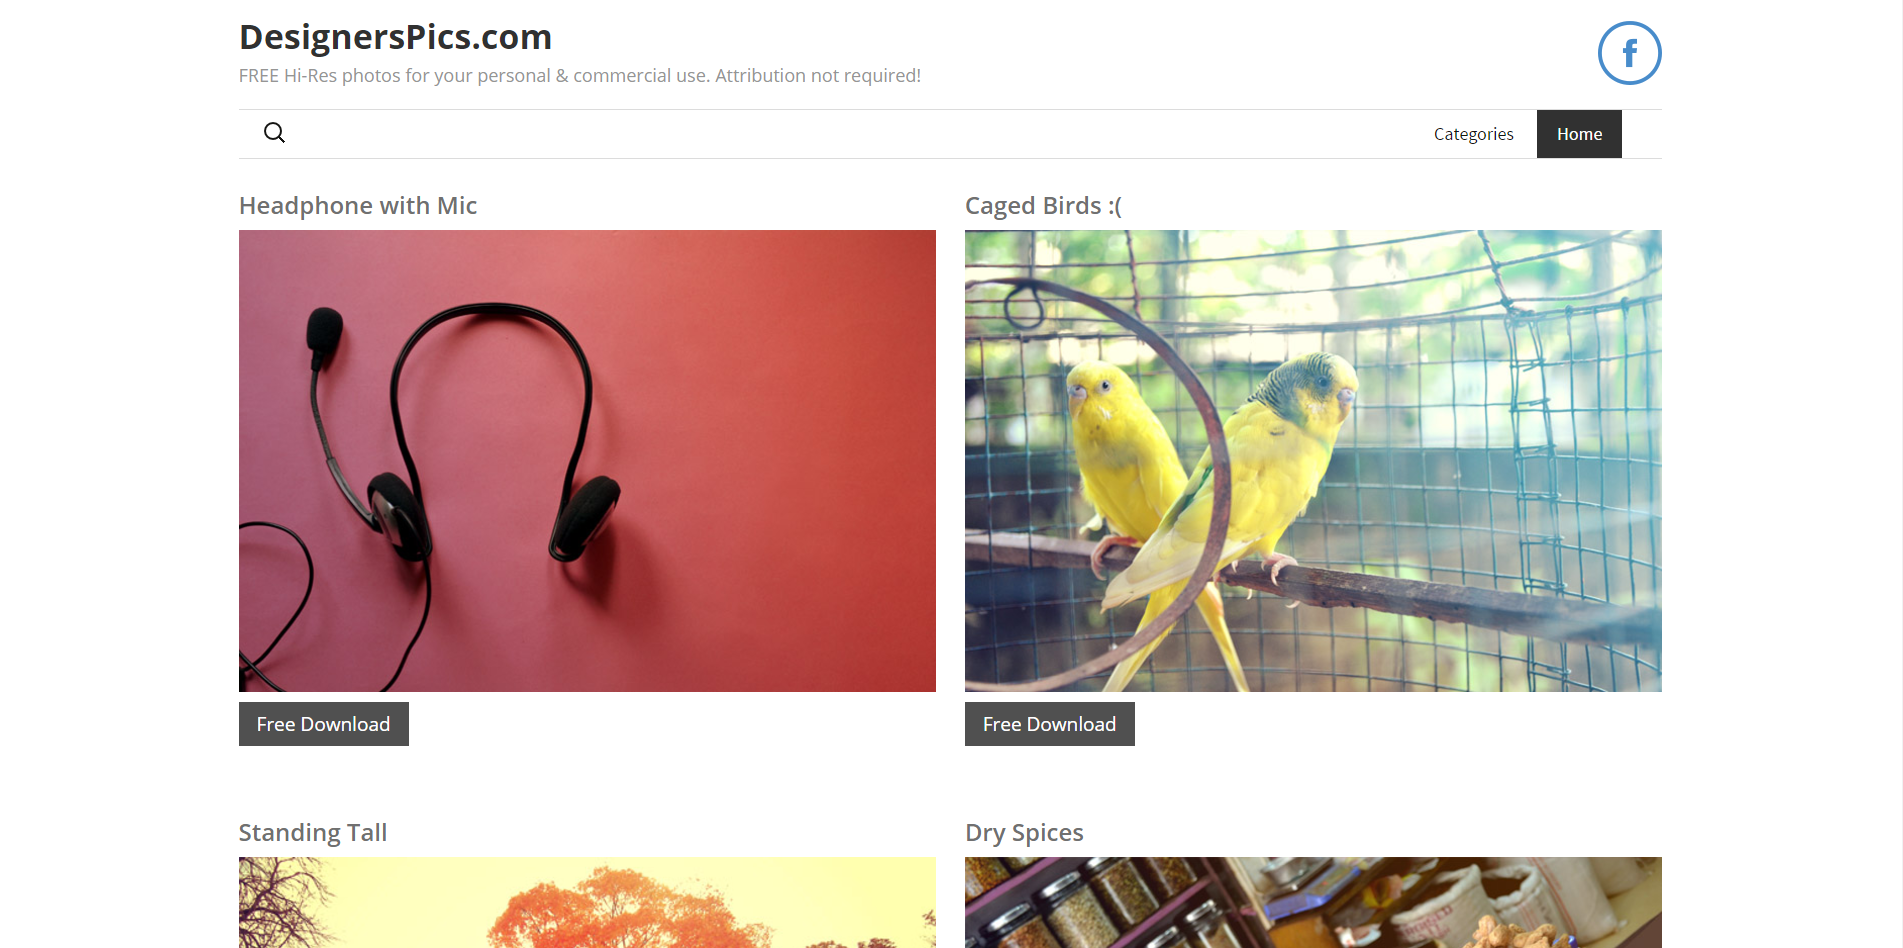 DesignersPics.com
FREE Hi-Res photos for your personal & commercial use. Attribution not required!
Categories
Home
Headphone with Mic
Caged Birds :(
Free Download
Free Download
Standing Tall
Dry Spices